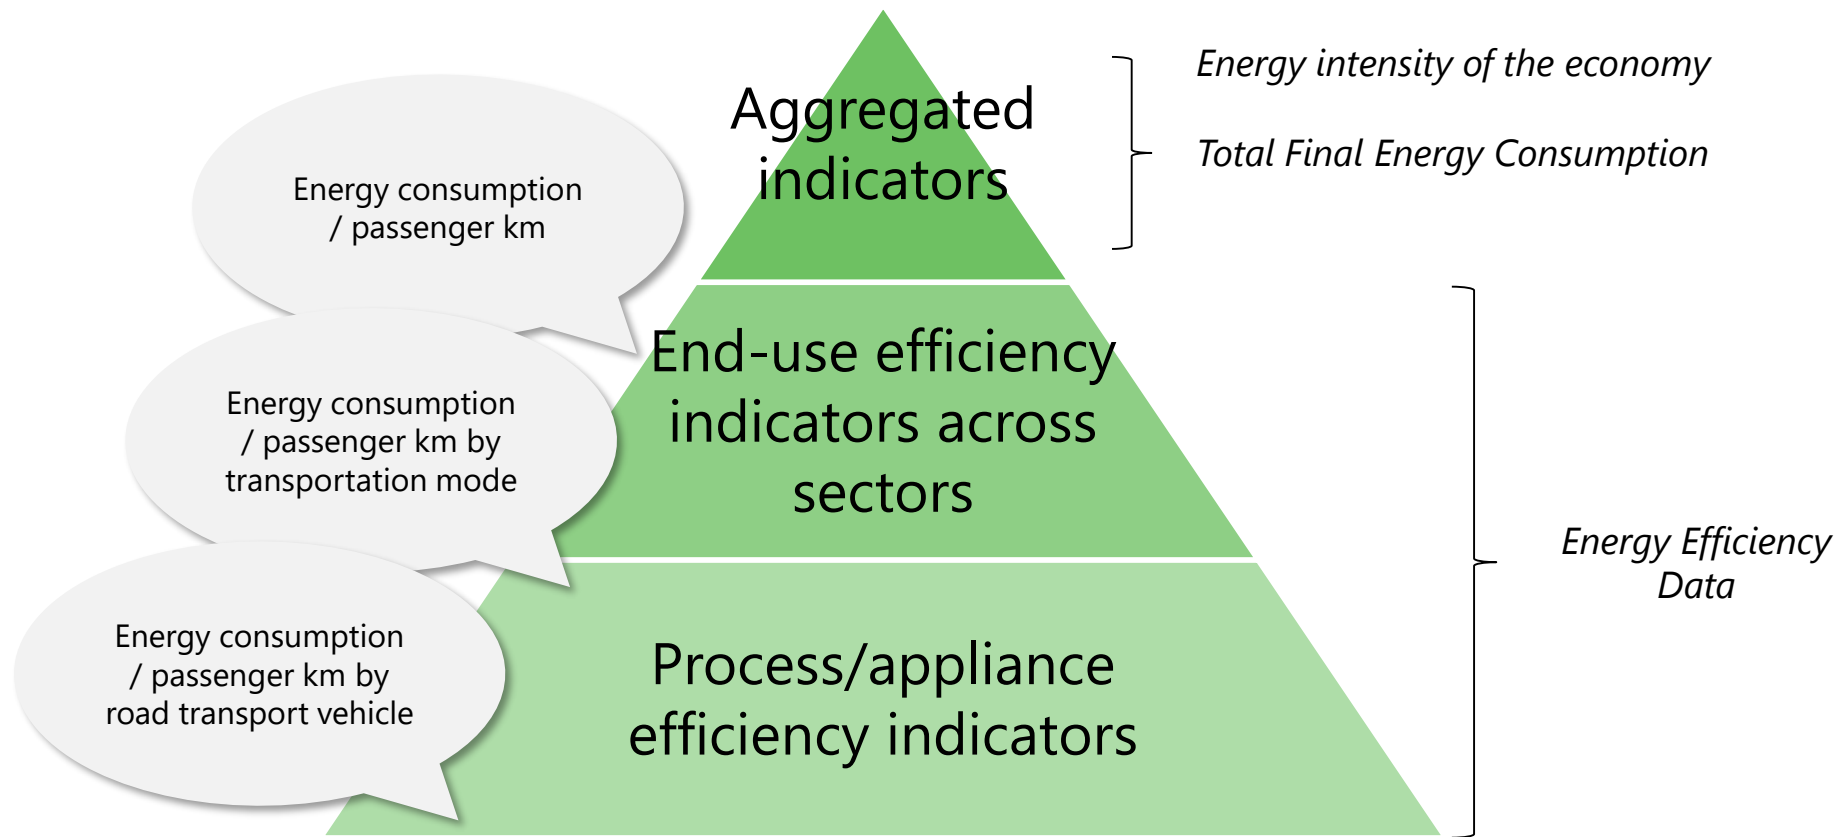 Aggregated
indicators
Energy intensity of the economy
Total Final Energy Consumption
Energy consumption
/ passenger km
End-use efficiency
indicators across
sectors
Energy consumption
/ passenger km by
transportation mode
Energy Efficiency
Data
Process/appliance
efficiency indicators
Energy consumption
/ passenger km by
road transport vehicle